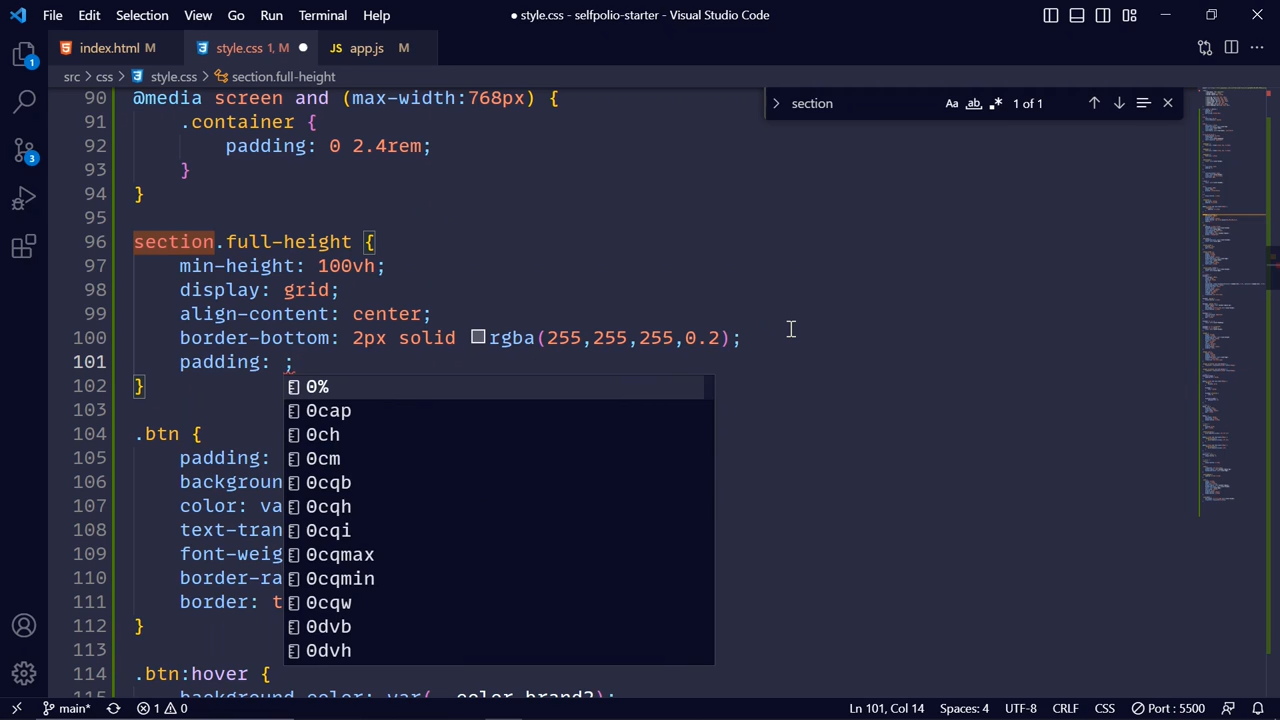 File Edit Selection View Go Run Terminal Help
style.css - selfpolio-starter - Visual Studio Code
index.html M
style.css 1, M
JS app.js M
src > css > style.css > section.full-height
section
Aa ab 1 of 1
90 @media screen and (max-width:768px) {
91 .container {
92 padding: 0 2.4rem;
93 }
94 }
95
96 section.full-height {
97 min-height: 100vh;
98 display: grid;
99 align-content: center;
100 border-bottom: 2px solid rgba(255,255,255,0.2);
101 padding: ;
102 }
0%
0cap
103
0ch
104 .btn {
0cm
105 padding:
0cqb
106 backgroun
0cqh
107 color: va
0cqi
108 text-tran
0cqmax
109 font-weig
0cqmin
110 border-ra
0cqw
111 border: t
0dvb
112 }
0dvh
113
114 .btn:hover {
115
1
3
main*
1 0
Ln 101, Col 14
Spaces: 4
UTF-8
CRLF
CSS
Port : 5500